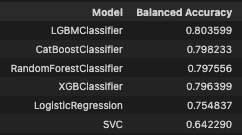 Model Balanced Accuracy
LGBMClassifier 0.803599
CatBoostClassifier 0.798233
RandomForestClassifier 0.797556
XGBClassifier 0.796399
LogisticRegression 0.754837
SVC 0.642290